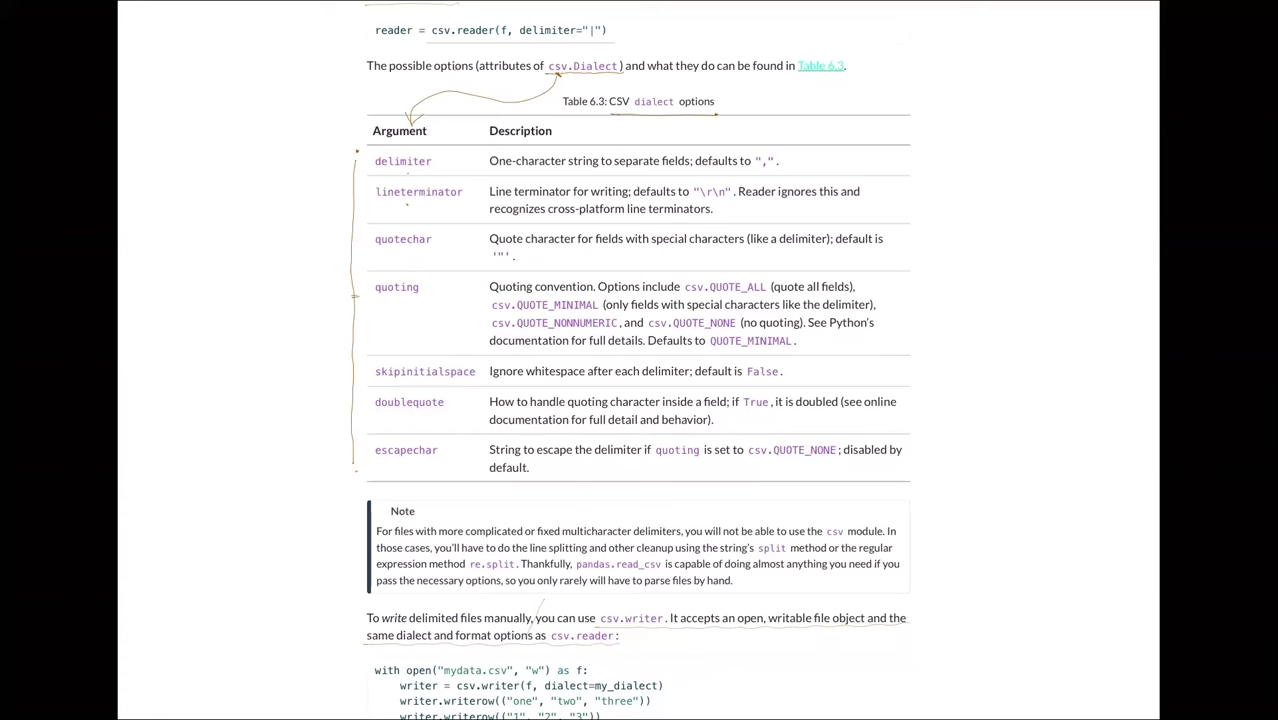 reader = csv.reader(f, delimiter="|")
The possible options (attributes of csv.Dialect) and what they do can be found in Table 6.3.
Table 6.3: CSV dialect options
Argument Description
delimiter One-character string to separate fields; defaults to ",".
lineterminator Line terminator for writing; defaults to "\r\n". Reader ignores this and
recognizes cross-platform line terminators.
quotechar Quote character for fields with special characters (like a delimiter); default is
'"'.
quoting Quoting convention. Options include csv.QUOTE_ALL (quote all fields),
csv.QUOTE_MINIMAL (only fields with special characters like the delimiter),
csv.QUOTE_NONNUMERIC, and csv.QUOTE_NONE (no quoting). See Python's
documentation for full details. Defaults to QUOTE_MINIMAL.
skipinitialspace Ignore whitespace after each delimiter; default is False.
doublequote How to handle quoting character inside a field; if True, it is doubled (see online
documentation for full detail and behavior).
escapechar String to escape the delimiter if quoting is set to csv.QUOTE_NONE; disabled by
default.
Note
For files with more complicated or fixed multicharacter delimiters, you will not be able to use the csv module. In
those cases, you'll have to do the line splitting and other cleanup using the string's split method or the regular
expression method re.split. Thankfully, pandas.read_csv is capable of doing almost anything you need if you
pass the necessary options, so you only rarely will have to parse files by hand.
To write delimited files manually, you can use csv.writer. It accepts an open, writable file object and the
same dialect and format options as csv.reader:
with open("mydata.csv", "w") as f:
writer = csv.writer(f, dialect=my_dialect)
writer.writerow(("one", "two", "three"))
writer.writerow(("1", "2", "3"))